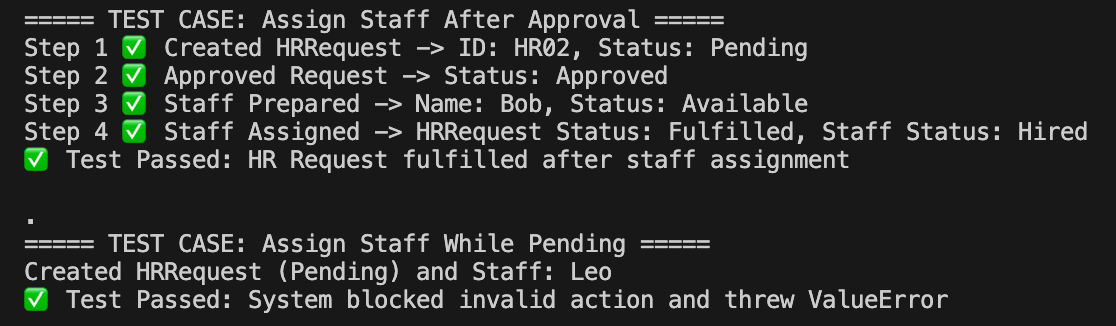 ===== TEST CASE: Assign Staff After Approval =====
Step 1 ✅ Created HRRequest –> ID: HR02, Status: Pending
Step 2 ✅ Approved Request –> Status: Approved
Step 3 ✅ Staff Prepared –> Name: Bob, Status: Available
Step 4 ✅ Staff Assigned –> HRRequest Status: Fulfilled, Staff Status: Hired
✅ Test Passed: HR Request fulfilled after staff assignment
.
===== TEST CASE: Assign Staff While Pending =====
Created HRRequest (Pending) and Staff: Leo
✅ Test Passed: System blocked invalid action and threw ValueError